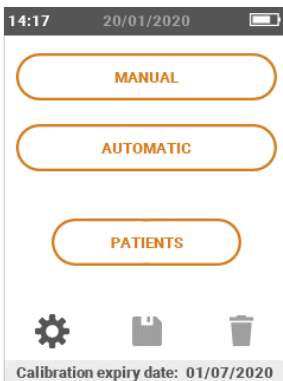 14:17 20/01/2020
MANUAL
AUTOMATIC
PATIENTS
Calibration expiry date: 01/07/2020